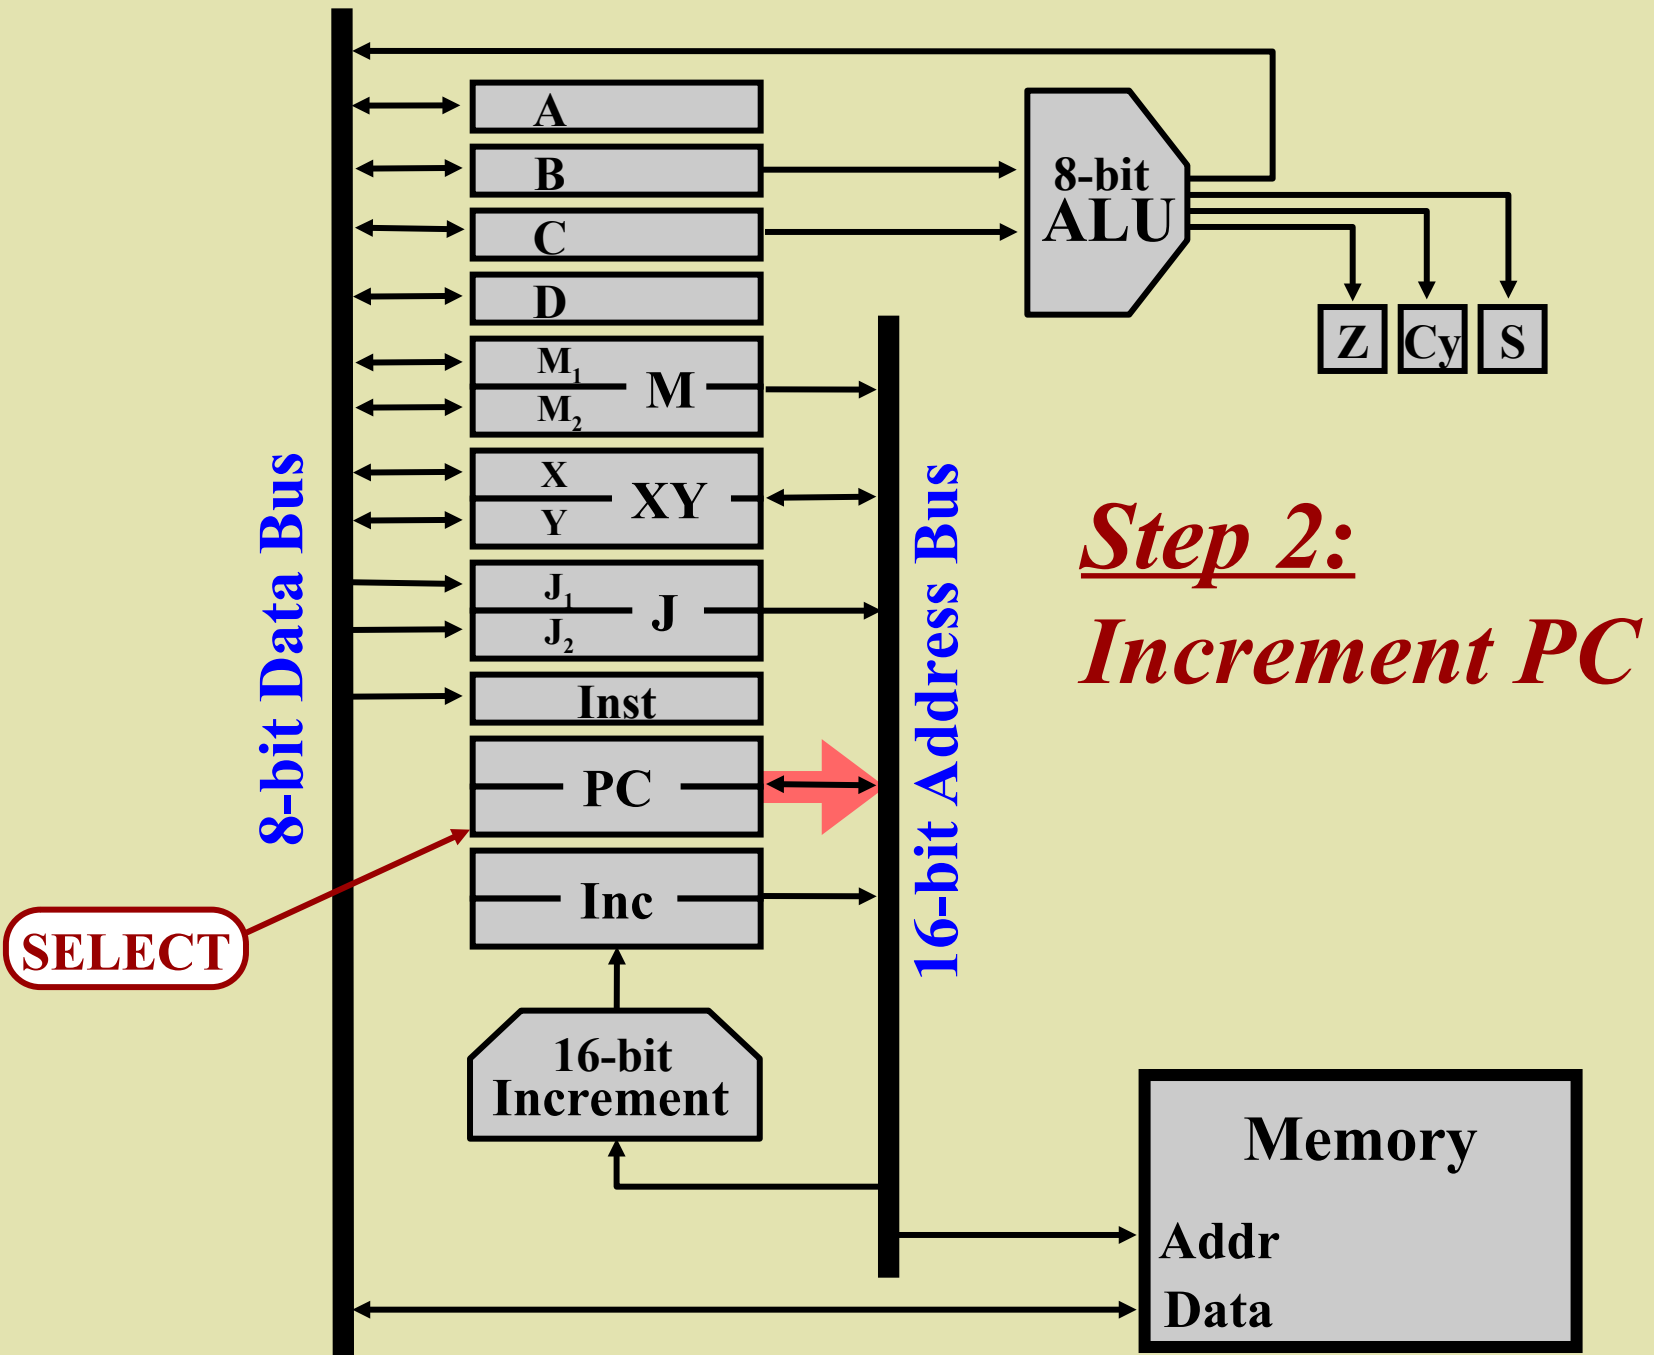 A
B
C
D
M1
M2
M
X
Y
XY
J1
J2
J
Inst
PC
Inc
16-bit
Increment
8-bit Data Bus
SELECT
8-bit
ALU
Z
Cy
S
16-bit Address Bus
Step 2:
Increment PC
Memory
Addr
Data